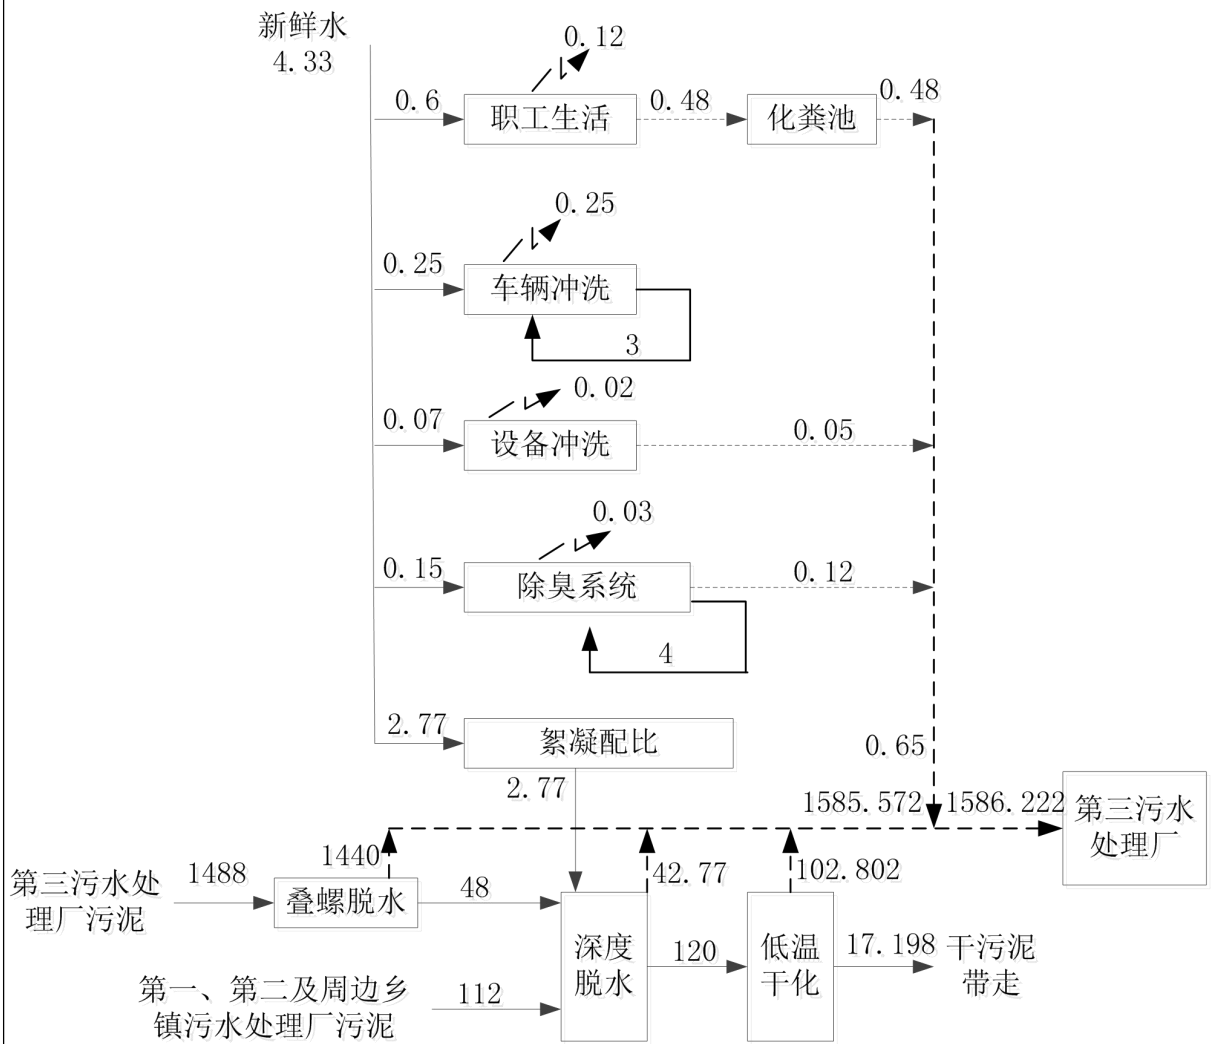 新鲜水
4.33
0.12
0.6
职工生活
0.48
化粪池
0.48
0.25
0.25
车辆冲洗
3
0.02
0.07
设备冲洗
0.05
0.03
0.15
除臭系统
0.12
4
2.77
絮凝配比
0.65
2.77
1585.572
1586.222
第三污水
处理厂
1440
1488
第三污水处
理厂污泥
叠螺脱水
48
42.77
102.802
深度
脱水
120
低温
干化
17.198
干污泥
带走
第一、第二及周边乡
镇污水处理厂污泥
112